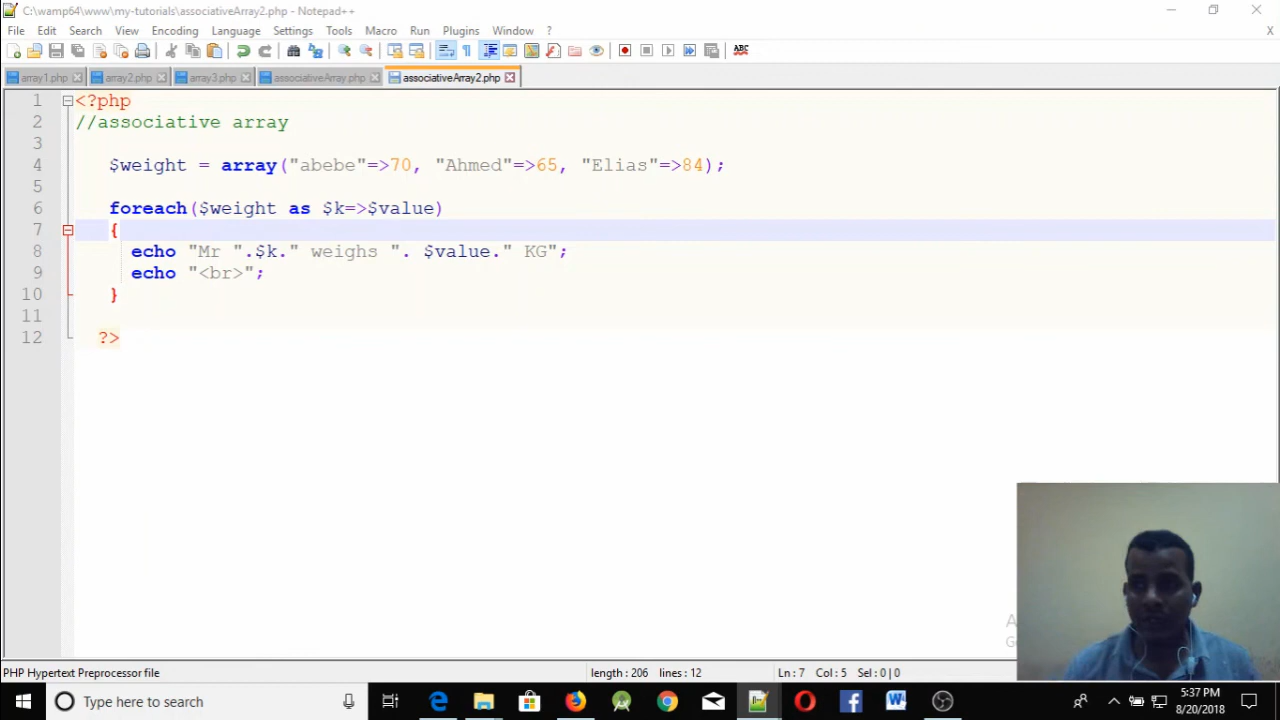 C:\wamp64\www\my-tutorials\associativeArray2.php - Notepad++
File Edit Search View Encoding Language Settings Tools Macro Run Plugins Window ? X
ABC
array1.php array2.php array3.php associativeArray.php associativeArray2.php
1 <?php
2 //associative array
3
4 $weight = array("abebe"=>70, "Ahmed"=>65, "Elias"=>84);
5
6 foreach($weight as $k=>$value)
7 {
8 echo "Mr ".$k." weighs ". $value." KG";
9 echo "<br>";
10 }
11
12 ?>
PHP Hypertext Preprocessor file length : 206 lines : 12 Ln : 7 Col : 5 Sel : 0 | 0
Type here to search
5:37 PM
8/20/2018